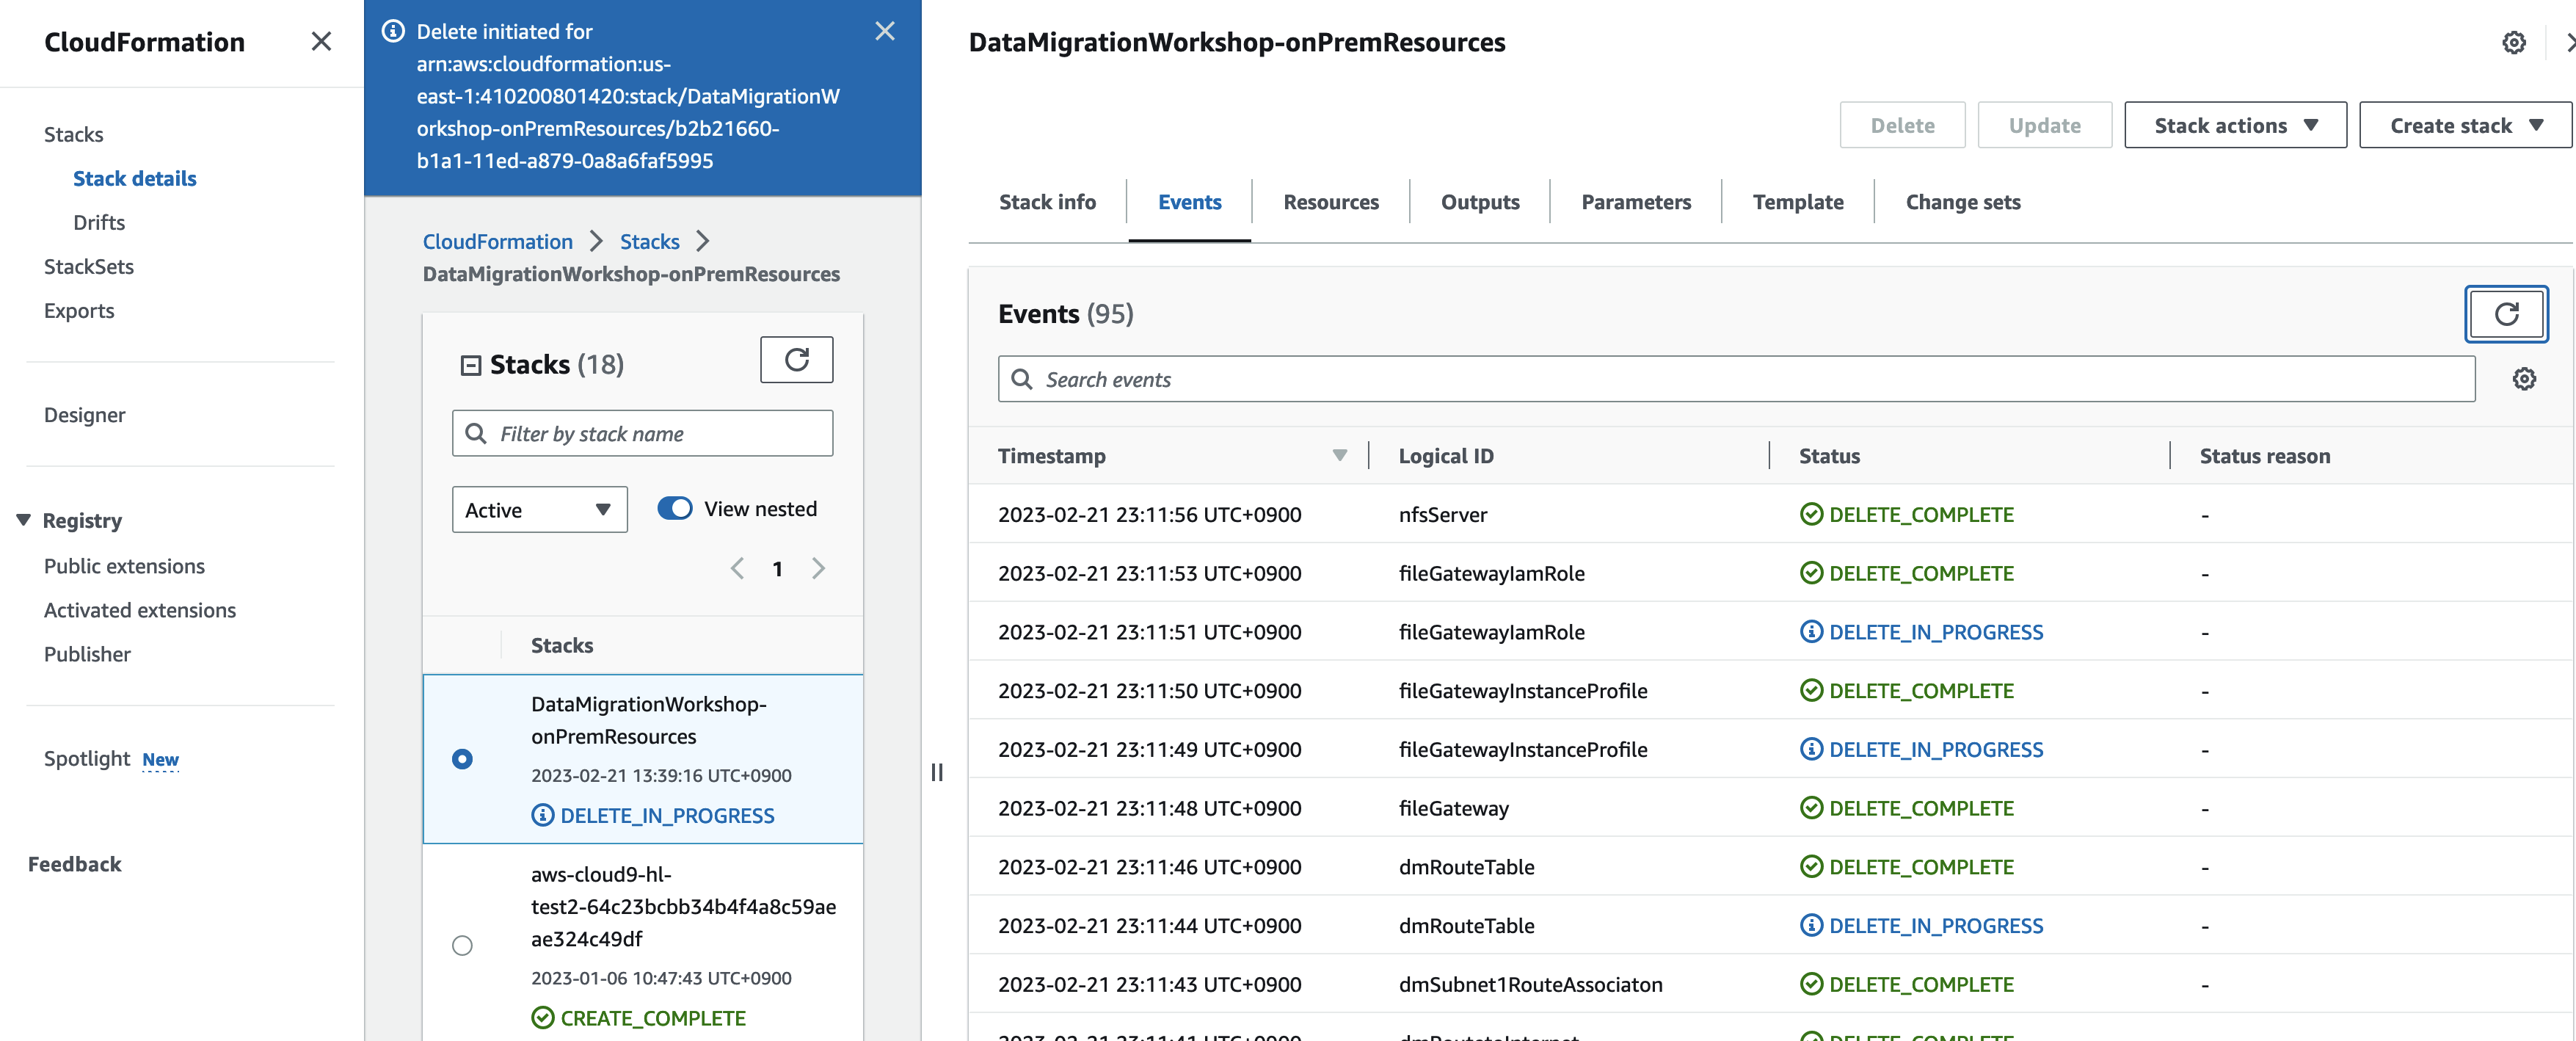 CloudFormation
Stacks
Stack details
Drifts
StackSets
Exports
Designer
Registry
Public extensions
Activated extensions
Publisher
Spotlight New
Feedback
Delete initiated for
arn:aws:cloudformation:us-
east-1:410200801420:stack/DataMigrationW
orkshop-onPremResources/b2b21660-
b1a1-11ed-a879-0a8a6faf5995
CloudFormation > Stacks >
DataMigrationWorkshop-onPremResources
Stacks (18)
Filter by stack name
Active View nested
1
Stacks
DataMigrationWorkshop-
onPremResources
2023-02-21 13:39:16 UTC+0900
DELETE_IN_PROGRESS
aws-cloud9-hl-
test2-64c23bcbb34b4f4a8c59ae
ae324c49df
2023-01-06 10:47:43 UTC+0900
CREATE_COMPLETE
DataMigrationWorkshop-onPremResources
Delete Update Stack actions Create stack
Stack info Events Resources Outputs Parameters Template Change sets
Events (95)
Search events
Timestamp Logical ID Status Status reason
2023-02-21 23:11:56 UTC+0900 nfsServer DELETE_COMPLETE -
2023-02-21 23:11:53 UTC+0900 fileGatewayIamRole DELETE_COMPLETE -
2023-02-21 23:11:51 UTC+0900 fileGatewayIamRole DELETE_IN_PROGRESS -
2023-02-21 23:11:50 UTC+0900 fileGatewayInstanceProfile DELETE_COMPLETE -
2023-02-21 23:11:49 UTC+0900 fileGatewayInstanceProfile DELETE_IN_PROGRESS -
2023-02-21 23:11:48 UTC+0900 fileGateway DELETE_COMPLETE -
2023-02-21 23:11:46 UTC+0900 dmRouteTable DELETE_COMPLETE -
2023-02-21 23:11:44 UTC+0900 dmRouteTable DELETE_IN_PROGRESS -
2023-02-21 23:11:43 UTC+0900 dmSubnet1RouteAssociaton DELETE_COMPLETE -